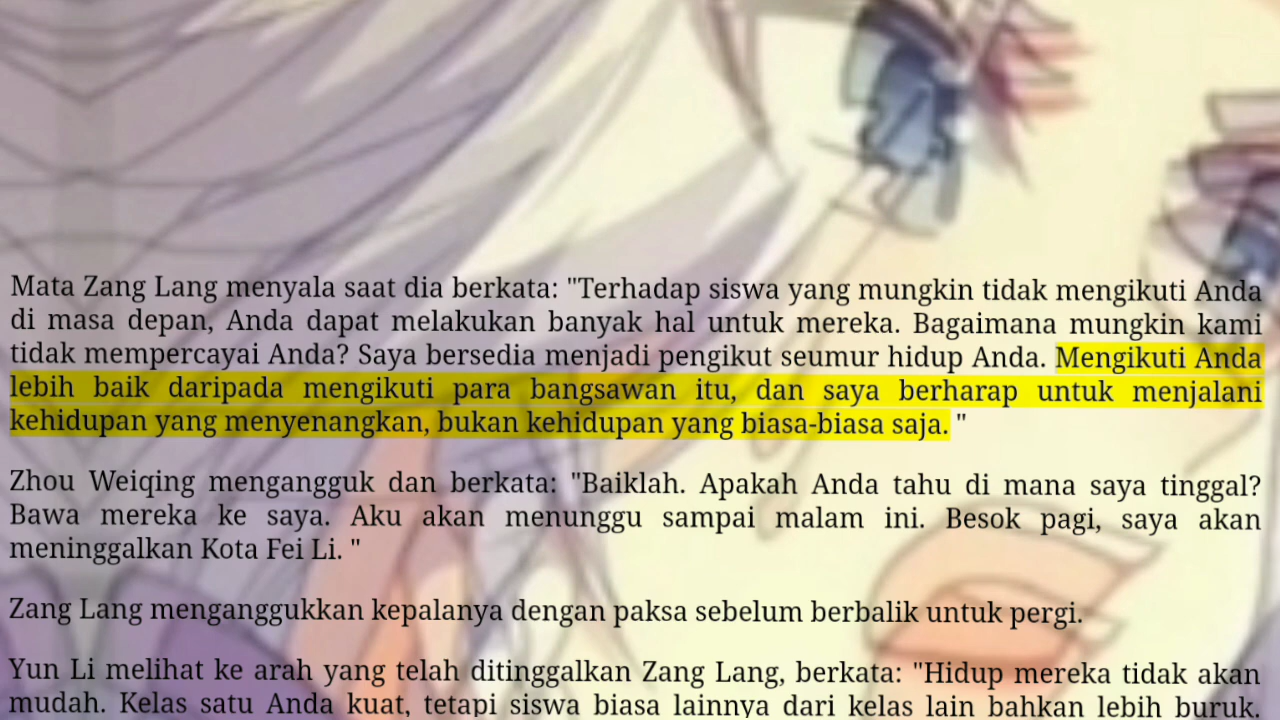 Mata Zang Lang menyala saat dia berkata: "Terhadap siswa yang mungkin tidak mengikuti Anda
di masa depan, Anda dapat melakukan banyak hal untuk mereka. Bagaimana mungkin kami
tidak mempercayai Anda? Saya bersedia menjadi pengikut seumur hidup Anda. Mengikuti Anda
lebih baik daripada mengikuti para bangsawan itu, dan saya berharap untuk menjalani
kehidupan yang menyenangkan, bukan kehidupan yang biasa-biasa saja. "
Zhou Weiqing mengangguk dan berkata: "Baiklah. Apakah Anda tahu di mana saya tinggal?
Bawa mereka ke saya. Aku akan menunggu sampai malam ini. Besok pagi, saya akan
meninggalkan Kota Fei Li. "
Zang Lang menganggukkan kepalanya dengan paksa sebelum berbalik untuk pergi.
Yun Li melihat ke arah yang telah ditinggalkan Zang Lang, berkata: "Hidup mereka tidak akan
mudah. Kelas satu Anda kuat, tetapi siswa biasa lainnya dari kelas lain bahkan lebih buruk.